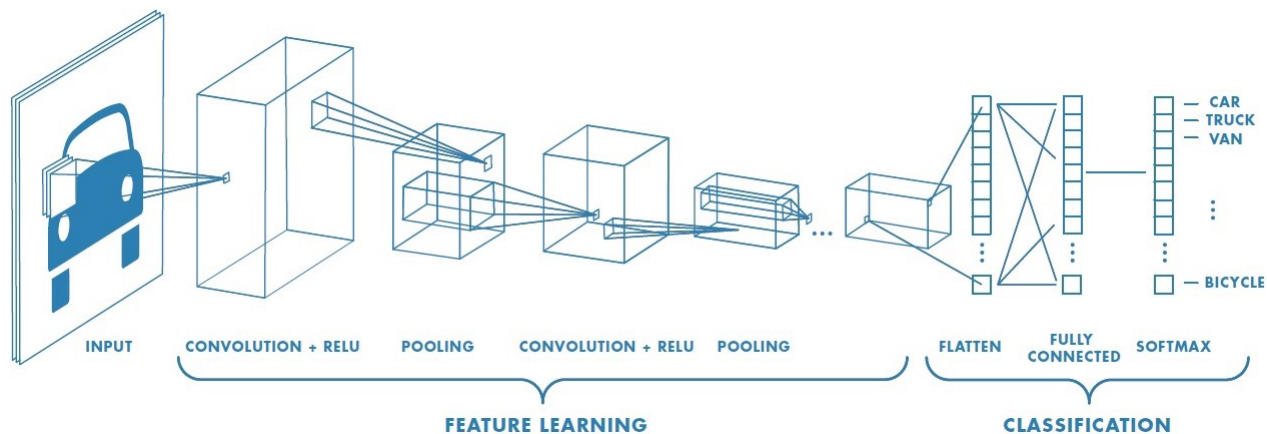 CAR
TRUCK
VAN
BICYCLE
INPUT
CONVOLUTION + RELU
POOLING
CONVOLUTION + RELU
POOLING
FLATTEN
FULLY
CONNECTED
SOFTMAX
FEATURE LEARNING
CLASSIFICATION